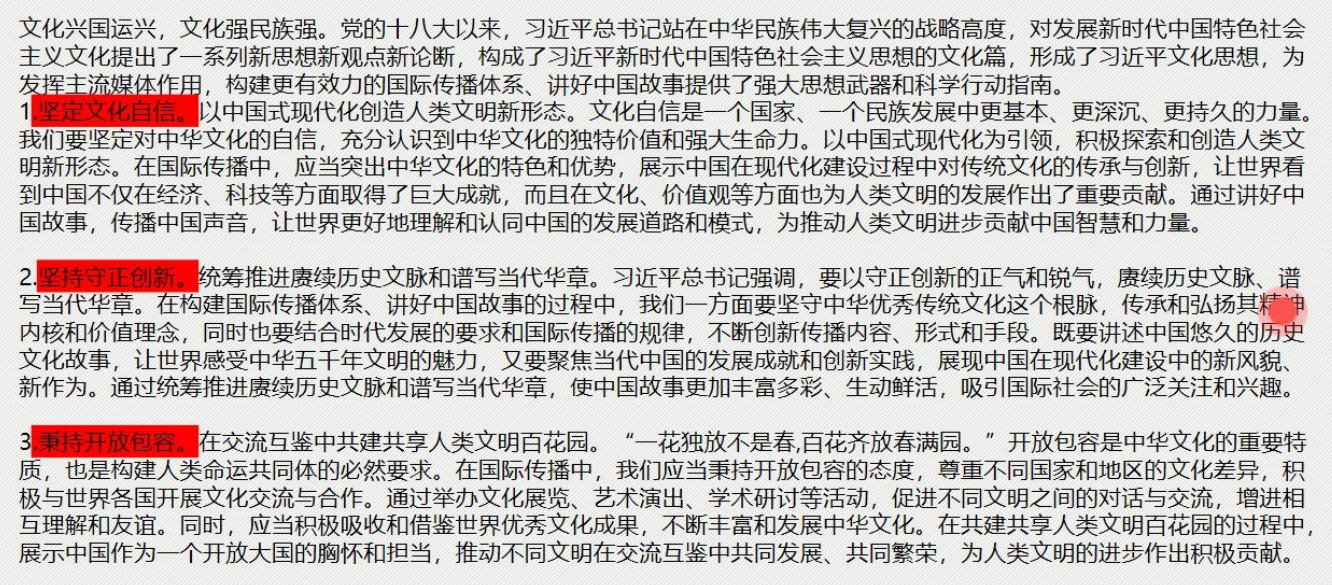 文化兴国运兴，文化强民族强。党的十八大以来，习近平总书记站在中华民族伟大复兴的战略高度，对发展新时代中国特色社会
主义文化提出了一系列新思想新观点新论断，构成了习近平新时代中国特色社会主义思想的文化篇，形成了习近平文化思想，为
发挥主流媒体作用，构建更有效力的国际传播体系、讲好中国故事提供了强大思想武器和科学行动指南。
1.坚定文化自信。以中国式现代化创造人类文明新形态。文化自信是一个国家、一个民族发展中更基本、更深沉、更持久的力量。
我们要坚定对中华文化的自信，充分认识到中华文化的独特价值和强大生命力。以中国式现代化为引领，积极探索和创造人类文
明新形态。在国际传播中，应当突出中华文化的特色和优势，展示中国在现代化建设过程中对传统文化的传承与创新，让世界看
到中国不仅在经济、科技等方面取得了巨大成就，而且在文化、价值观等方面也为人类文明的发展作出了重要贡献。通过讲好中
国故事，传播中国声音，让世界更好地理解和认同中国的发展道路和模式，为推动人类文明进步贡献中国智慧和力量。
2.坚持守正创新。统筹推进赓续历史文脉和谱写当代华章。习近平总书记强调，要以守正创新的正气和锐气，赓续历史文脉、谱
写当代华章。在构建国际传播体系、讲好中国故事的过程中，我们一方面要坚守中华优秀传统文化这个根脉，传承和弘扬其精神
内核和价值理念，同时也要结合时代发展的要求和国际传播的规律，不断创新传播内容、形式和手段。既要讲述中国悠久的历史
文化故事，让世界感受中华五千年文明的魅力，又要聚焦当代中国的发展成就和创新实践，展现中国在现代化建设中的新风貌、
新作为。通过统筹推进赓续历史文脉和谱写当代华章，使中国故事更加丰富多彩、生动鲜活，吸引国际社会的广泛关注和兴趣。
3.秉持开放包容。在交流互鉴中共建共享人类文明百花园。“一花独放不是春,百花齐放春满园。”开放包容是中华文化的重要特
质，也是构建人类命运共同体的必然要求。在国际传播中，我们应当秉持开放包容的态度，尊重不同国家和地区的文化差异，积
极与世界各国开展文化交流与合作。通过举办文化展览、艺术演出、学术研讨等活动，促进不同文明之间的对话与交流，增进相
互理解和友谊。同时，应当积极吸收和借鉴世界优秀文化成果，不断丰富和发展中华文化。在共建共享人类文明百花园的过程中，
展示中国作为一个开放大国的胸怀和担当，推动不同文明在交流互鉴中共同发展、共同繁荣，为人类文明的进步作出积极贡献。